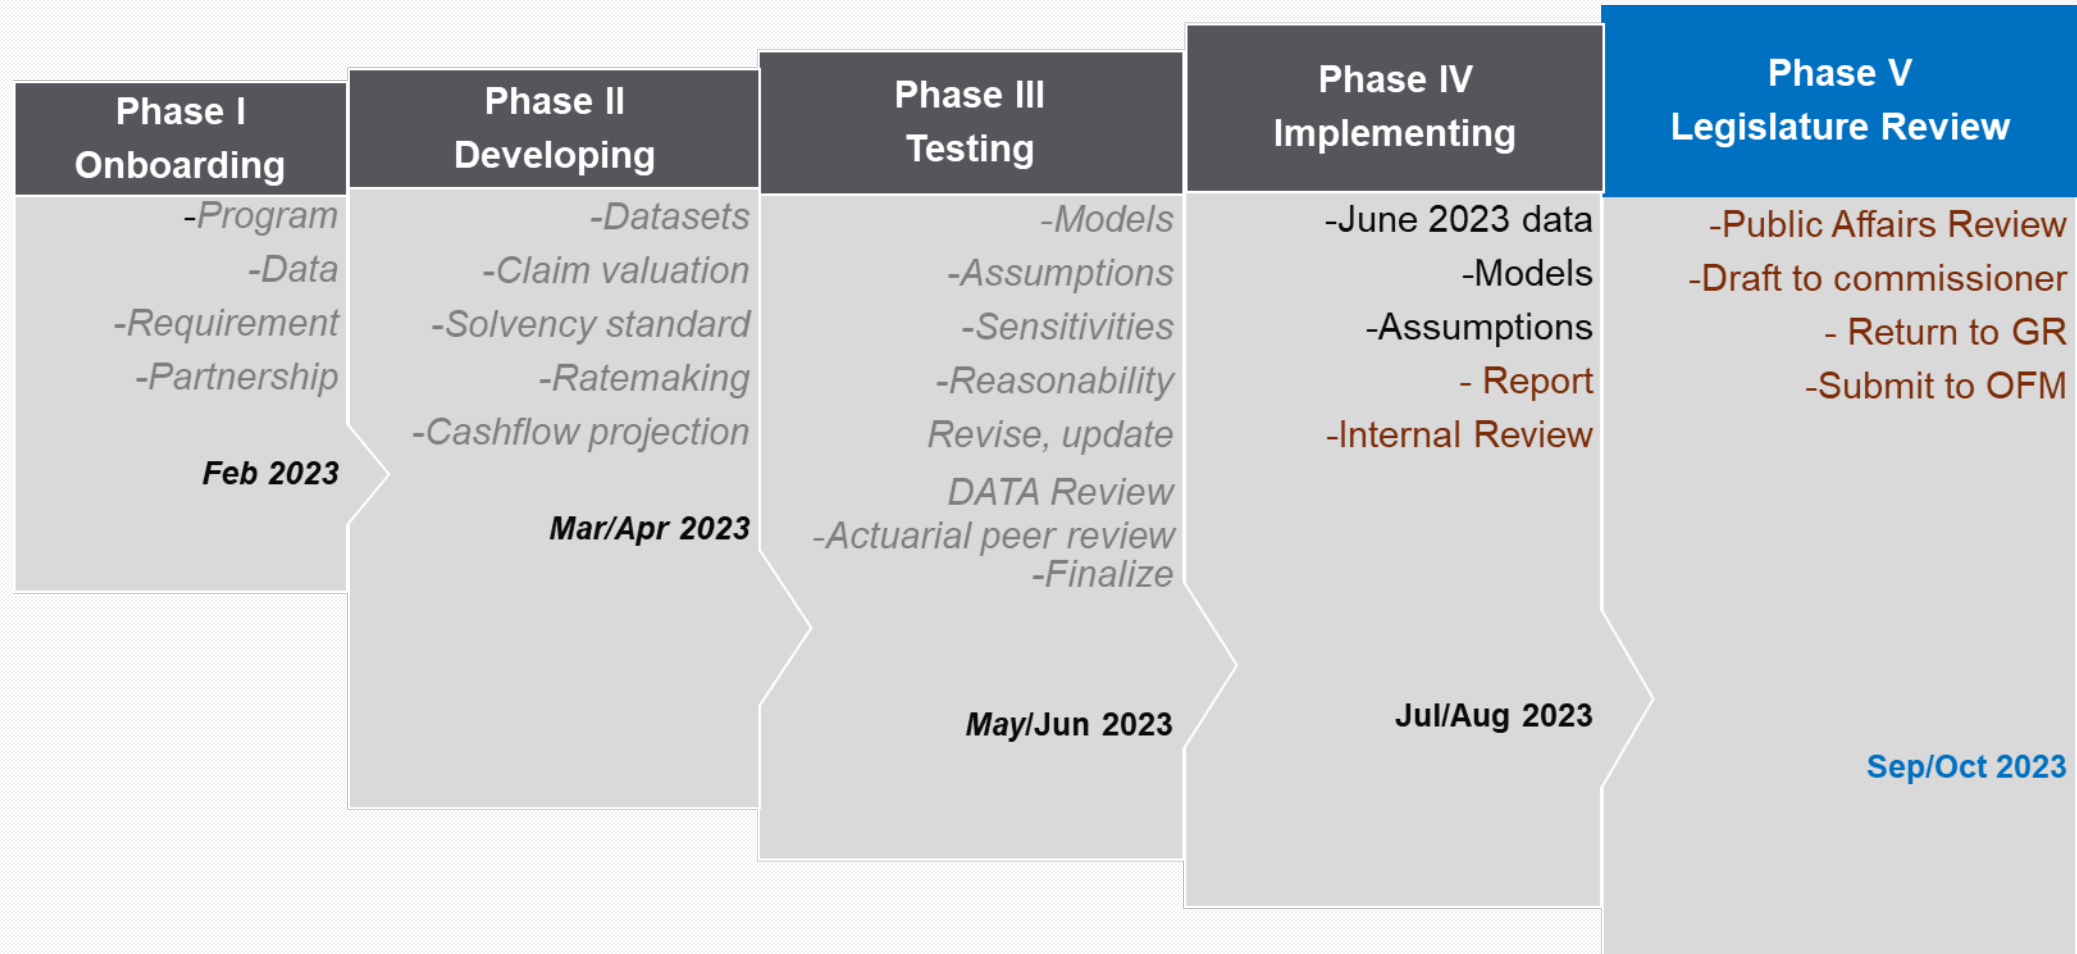 Phase I
Onboarding
-Program
-Data
-Requirement
-Partnership
Feb 2023
Phase II
Developing
-Datasets
-Claim valuation
-Solvency standard
-Ratemaking
-Cashflow projection
Mar/Apr 2023
Phase III
Testing
-Models
-Assumptions
-Sensitivities
-Reasonability
Revise, update
DATA Review
-Actuarial peer review
-Finalize
May/Jun 2023
Phase IV
Implementing
-June 2023 data
-Models
-Assumptions
- Report
-Internal Review
Jul/Aug 2023
Phase V
Legislature Review
-Public Affairs Review
-Draft to commissioner
- Return to GR
-Submit to OFM
Sep/Oct 2023